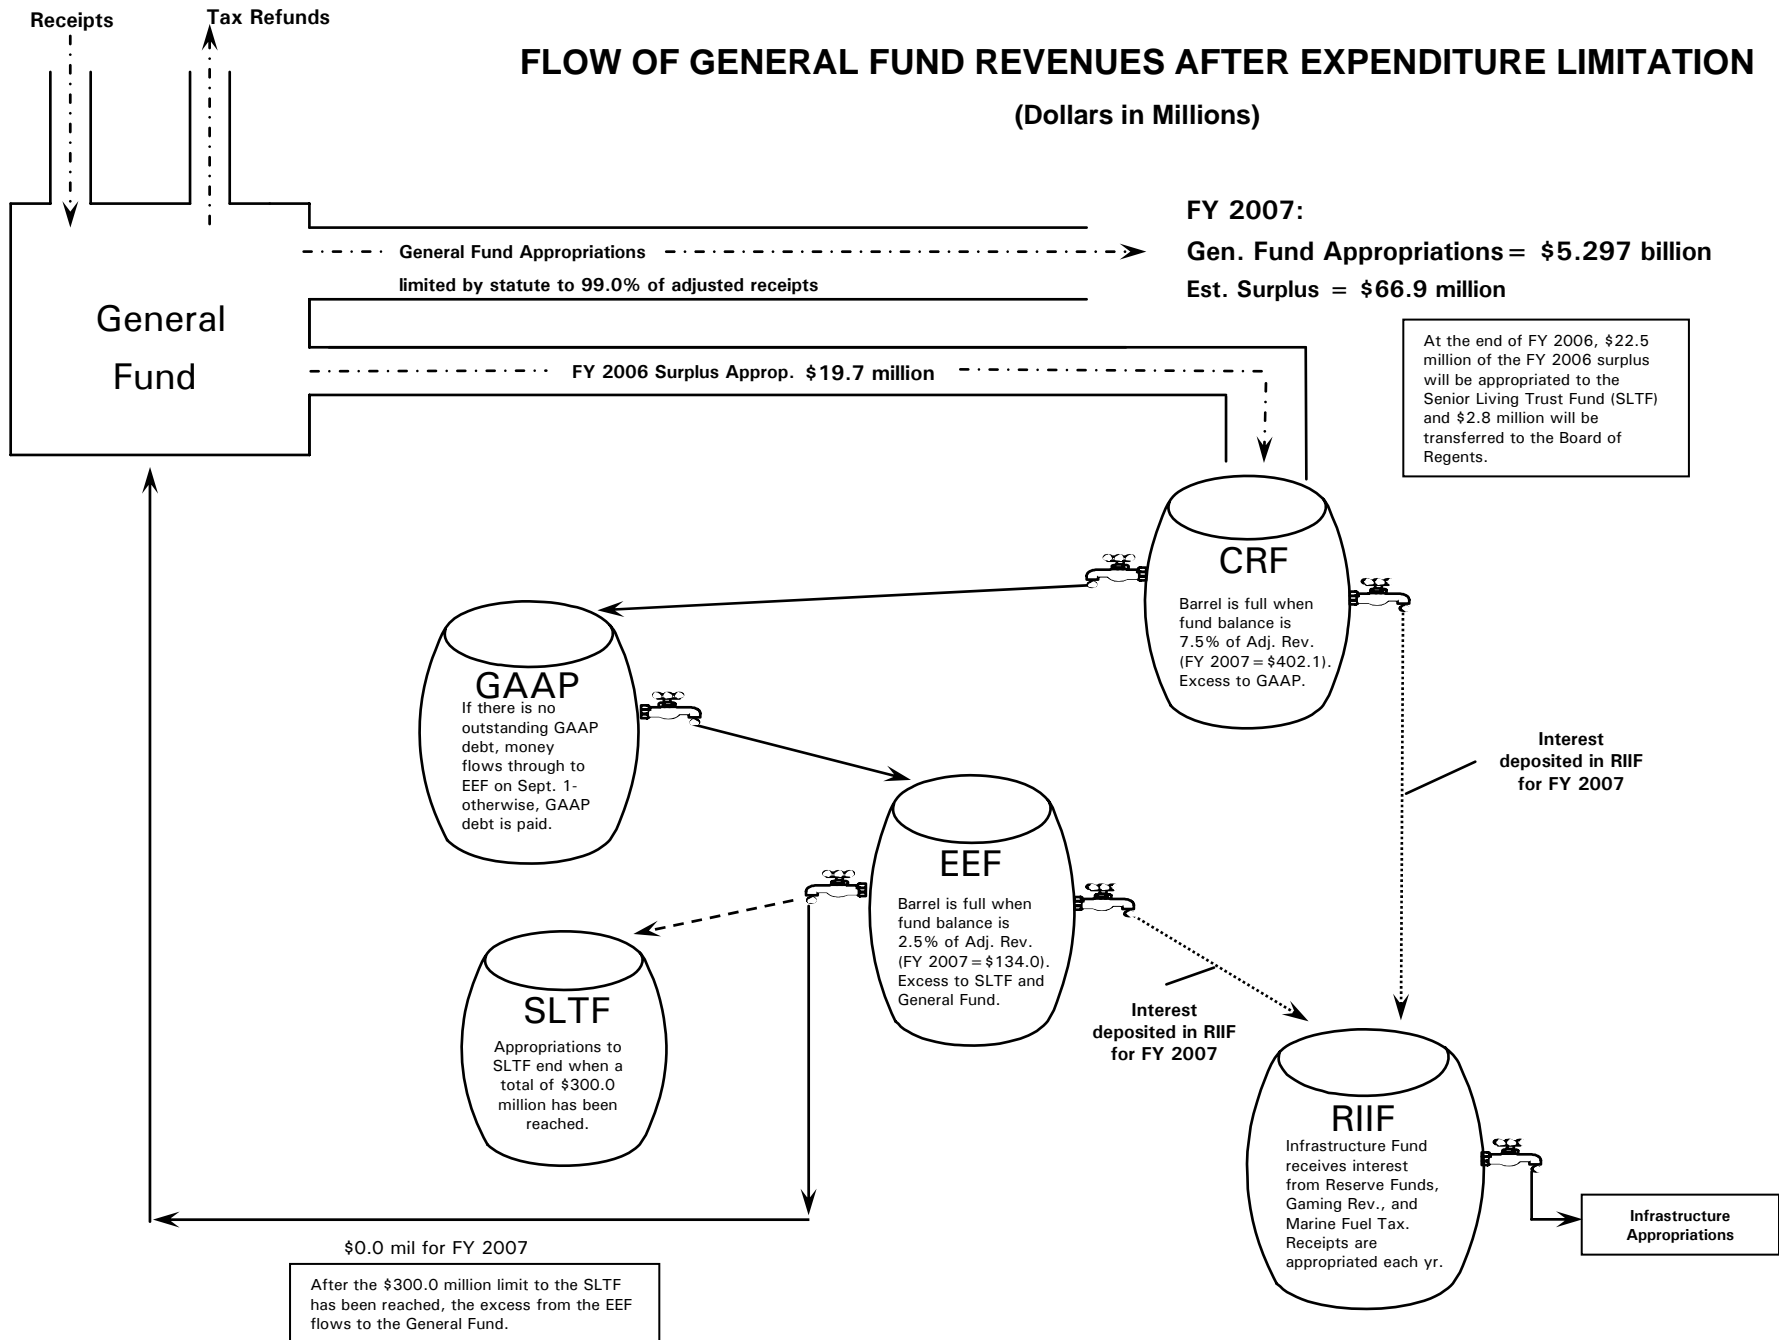 Receipts
Tax Refunds
FLOW OF GENERAL FUND REVENUES AFTER EXPENDITURE LIMITATION
(Dollars in Millions)
FY 2007:
General Fund Appropriations
Gen. Fund Appropriations = $5.297 billion
limited by statute to 99.0% of adjusted receipts
Est. Surplus = $66.9 million
General
Fund
FY 2006 Surplus Approp. $19.7 million
At the end of FY 2006, $22.5
million of the FY 2006 surplus
will be appropriated to the
Senior Living Trust Fund (SLTF)
and $2.8 million will be
transferred to the Board of
Regents.
CRF
Barrel is full when
fund balance is
7.5% of Adj. Rev.
(FY 2007=$402.1).
Excess to GAAP.
GAAP
If there is no
outstanding GAAP
debt, money
flows through to
EEF on Sept. 1-
otherwise, GAAP
debt is paid.
Interest
deposited in RIIF
for FY 2007
EEF
Barrel is full when
fund balance is
2.5% of Adj. Rev.
(FY 2007=$134.0).
Excess to SLTF and
General Fund.
SLTF
Appropriations to
SLTF end when a
total of $300.0
million has been
reached.
Interest
deposited in RIIF
for FY 2007
RIIF
Infrastructure Fund
receives interest
from Reserve Funds,
Gaming Rev., and
Marine Fuel Tax.
Receipts are
appropriated each yr.
Infrastructure
Appropriations
$0.0 mil for FY 2007
After the $300.0 million limit to the SLTF
has been reached, the excess from the EEF
flows to the General Fund.